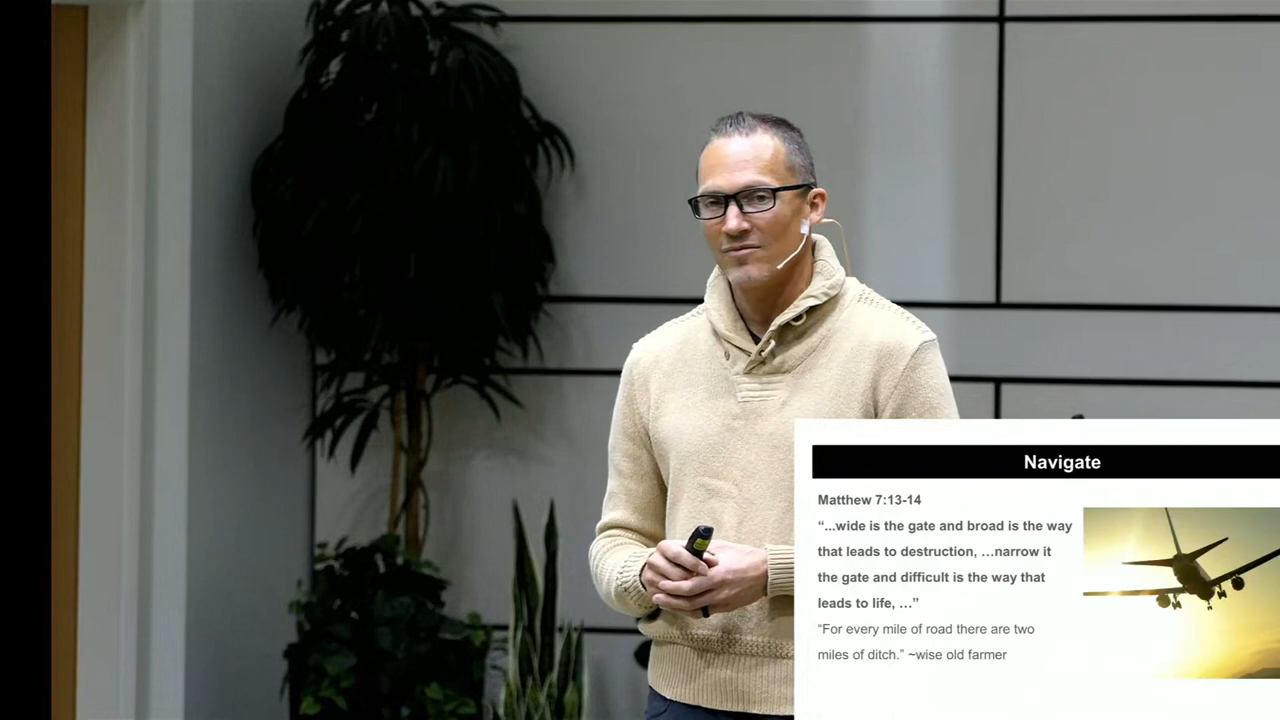 Navigate
Matthew 7:13-14
“...wide is the gate and broad is the way
that leads to destruction, …narrow it
the gate and difficult is the way that
leads to life, …”
“For every mile of road there are two
miles of ditch.” ~wise old farmer